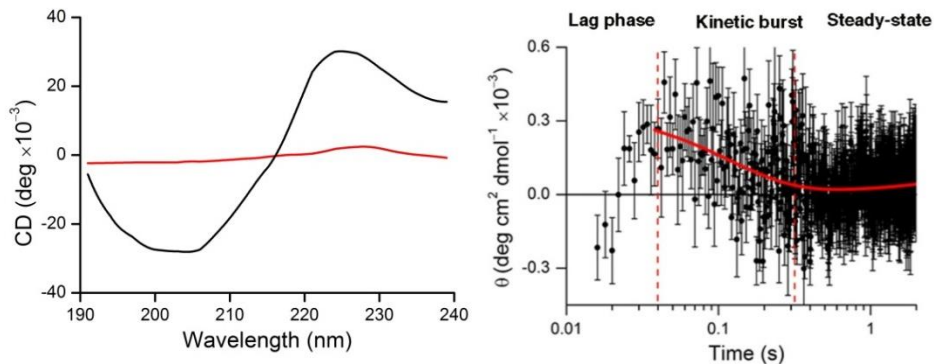 40
20
0
-20
-40
CD (deg ×10⁻³)
190 200 210 220 230 240
Wavelength (nm)
Lag phase Kinetic burst Steady-state
0.6
0.3
0.0
-0.3
θ (deg cm² dmol⁻¹ ×10⁻³)
0.01 0.1 1
Time (s)